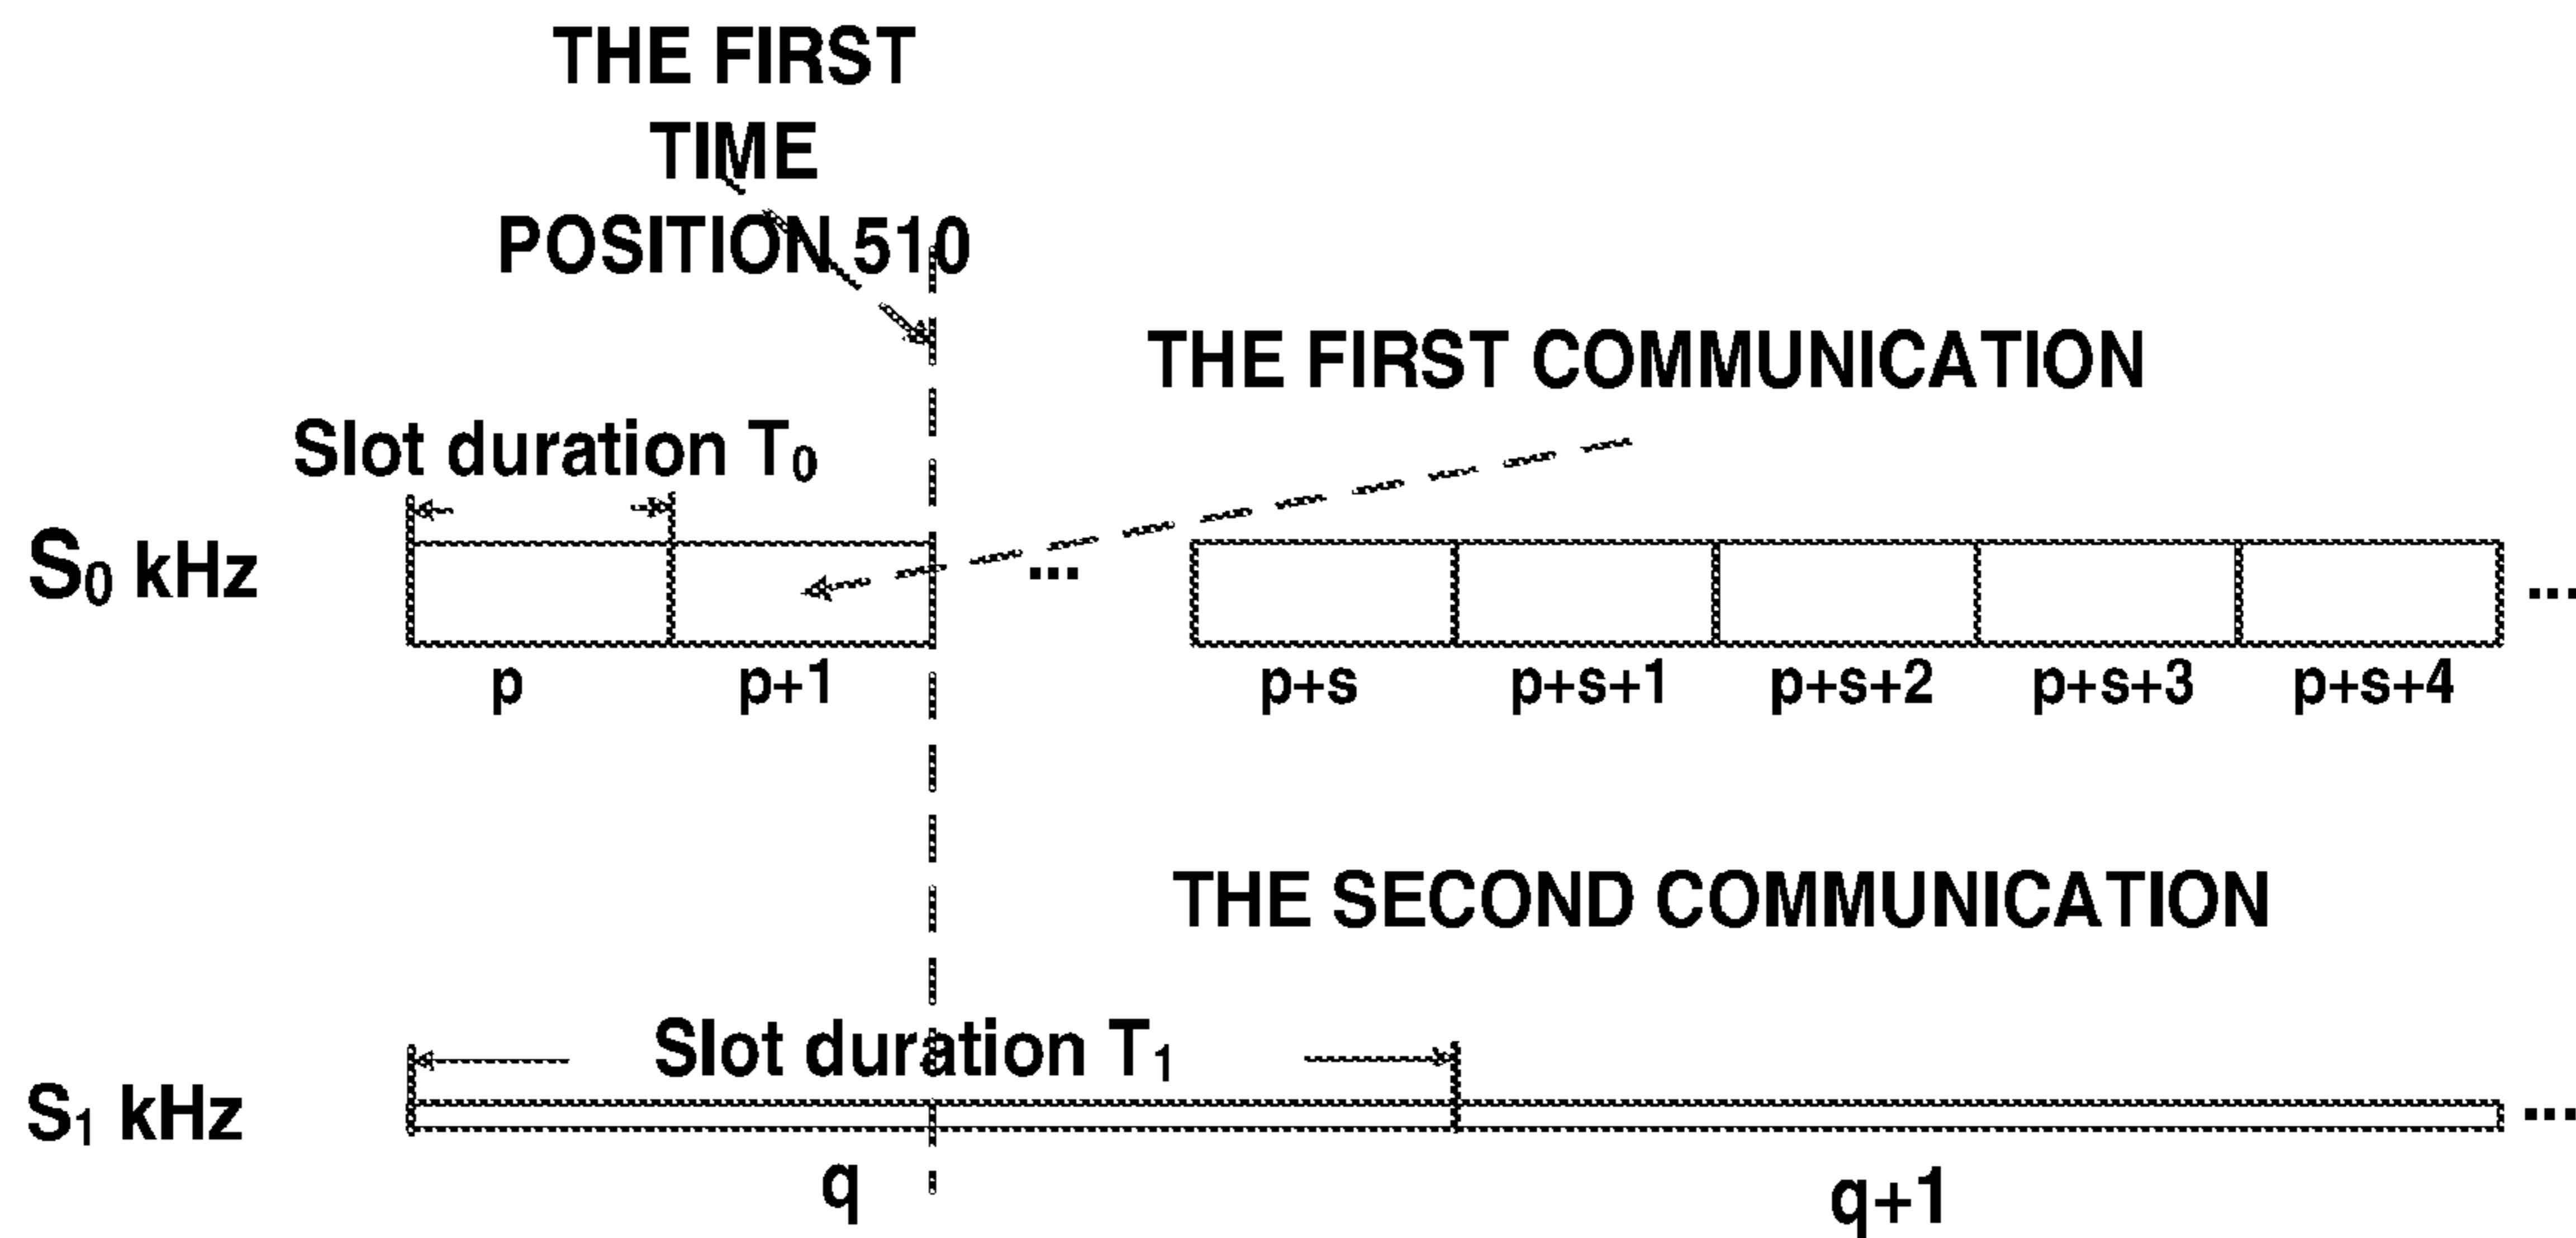 THE FIRST
TIME
POSITION 510
THE FIRST COMMUNICATION
Slot duration T₀
S₀ kHz
...
...
p
p+1
p+s
p+s+1
p+s+2
p+s+3
p+s+4
THE SECOND COMMUNICATION
Slot duration T₁
S₁ kHz
...
q
q+1